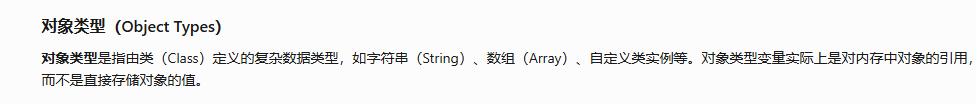 对象类型（Object Types）
对象类型是指由类（Class）定义的复杂数据类型，如字符串（String）、数组（Array）、自定义类实例等。对象类型变量实际上是对内存中对象的引用，
而不是直接存储对象的值。